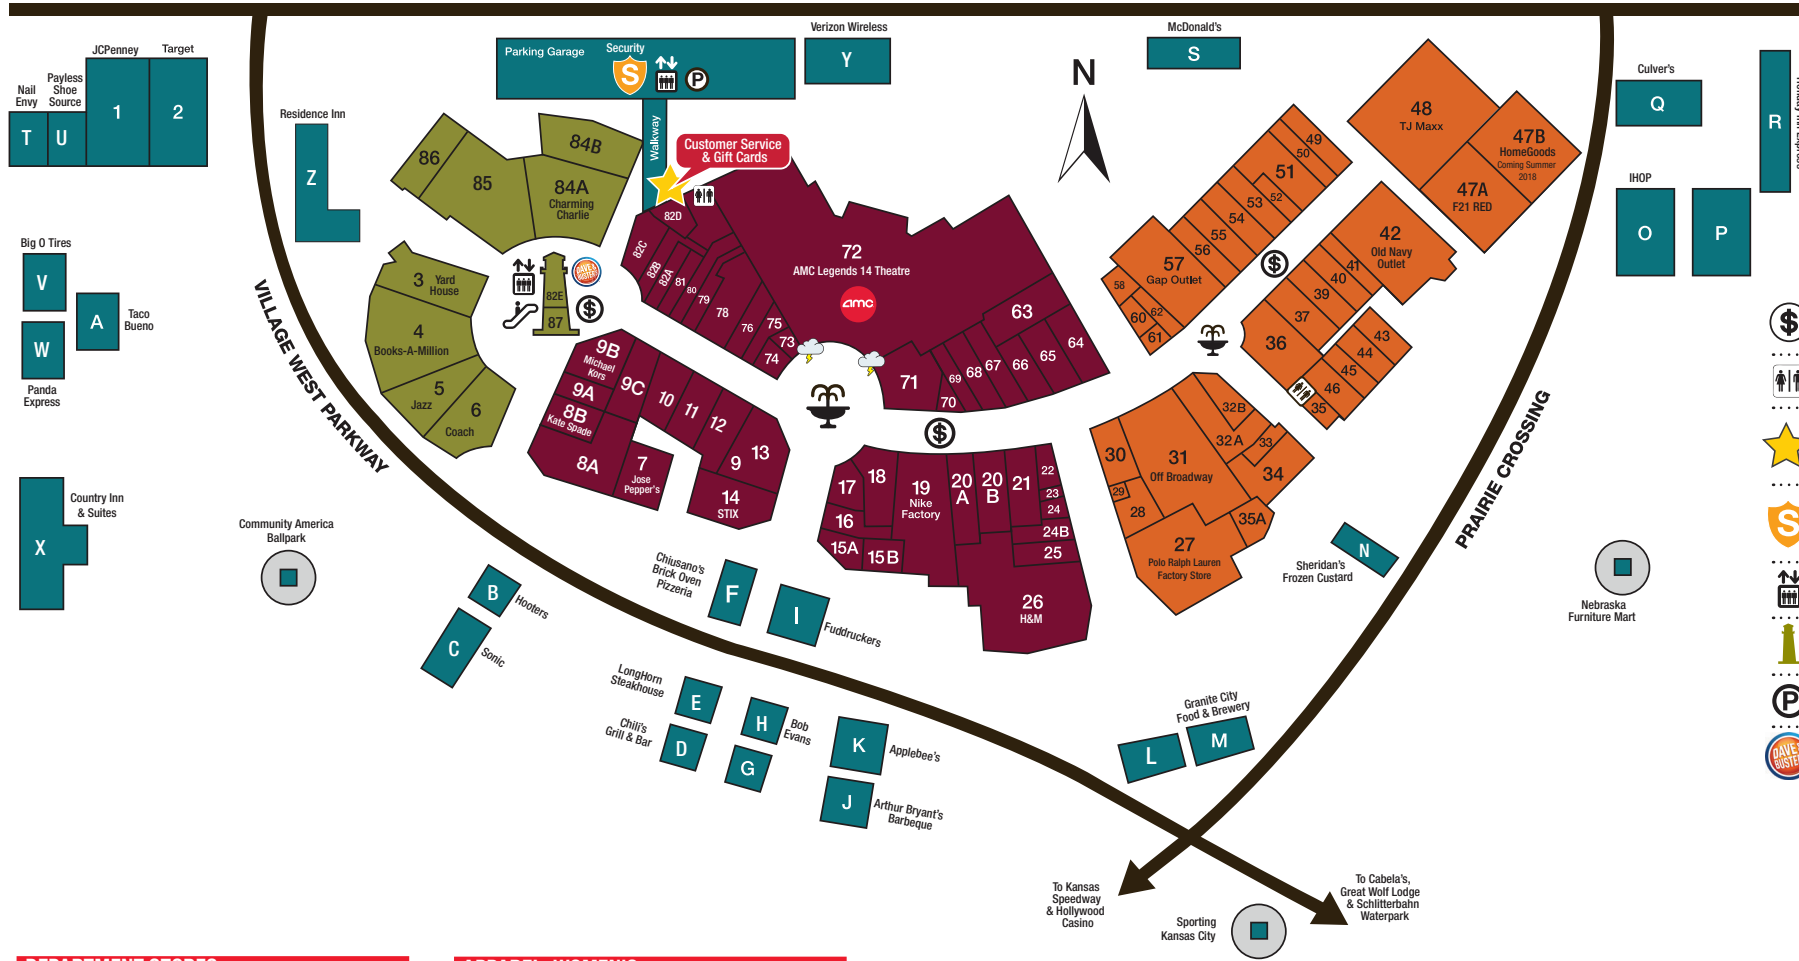 JCPenney
Target
Nail
Envy
Payless
Shoe
Source
T
U
1
2
Residence Inn
Z
Parking Garage
Security
S
P
Walkway
Verizon Wireless
Y
McDonald's
S
N
Culver's
Q
R
IHOP
O
P
Customer Service
& Gift Cards
86
85
84B
84A
Charming
Charlie
82D
82C
82B
82A
81
80
79
78
76
75
73
74
72
AMC Legends 14 Theatre
amc
63
64
65
66
67
68
69
70
71
49
50
51
52
53
54
55
56
57
Gap Outlet
58
60
62
61
48
TJ Maxx
47B
HomeGoods
Coming Summer
2018
47A
F21 RED
42
Old Navy
Outlet
41
40
39
37
36
43
44
45
46
35
Big O Tires
V
A
Taco
Bueno
W
Panda
Express
VILLAGE WEST PARKWAY
3
Yard
House
4
Books-A-Million
5
Jazz
6
Coach
82E
87
DAVE &
BUSTER'S
$
9B
Michael
Kors
9A
9C
8B
Kate Spade
8A
7
Jose
Pepper's
10
11
12
13
9
14
STIX
$
$
17
18
16
15A
15B
19
Nike
Factory
20
A
20
B
21
22
23
24
24B
25
26
H&M
30
29
28
31
Off Broadway
32B
32A
33
34
35A
27
Polo Ralph Lauren
Factory Store
PRAIRIE CROSSING
N
Sheridan's
Frozen Custard
Nebraska
Furniture Mart
X
Country Inn
& Suites
Community America
Ballpark
B
Hooters
C
Sonic
Chiusano's
Brick Oven
Pizzeria
F
I
Fuddruckers
LongHorn
Steakhouse
E
Chili's
Grill & Bar
D
H
Bob
Evans
G
K
Applebee's
J
Arthur Bryant's
Barbeque
Granite City
Food & Brewery
L
M
To Kansas
Speedway
& Hollywood
Casino
Sporting
Kansas City
To Cabela's,
Great Wolf Lodge
& Schlitterbahn
Waterpark
$
S
P
DAVE &
BUSTE
DEPARTMENT STORES
APPAREL, WOMEN'S